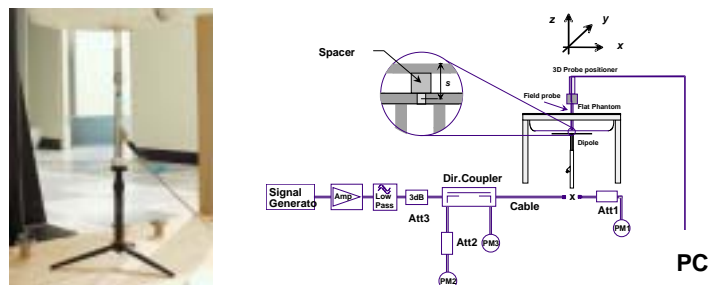 z
y
x
Spacer
s
3D Probe positioner
Field probe
Flat Phantom
Dipole
Dir.Coupler
Signal
Generato
Amp
Low
Pass
3dB
Att3
Cable
x
Att1
Att2
PM3
PM1
PM2
PC